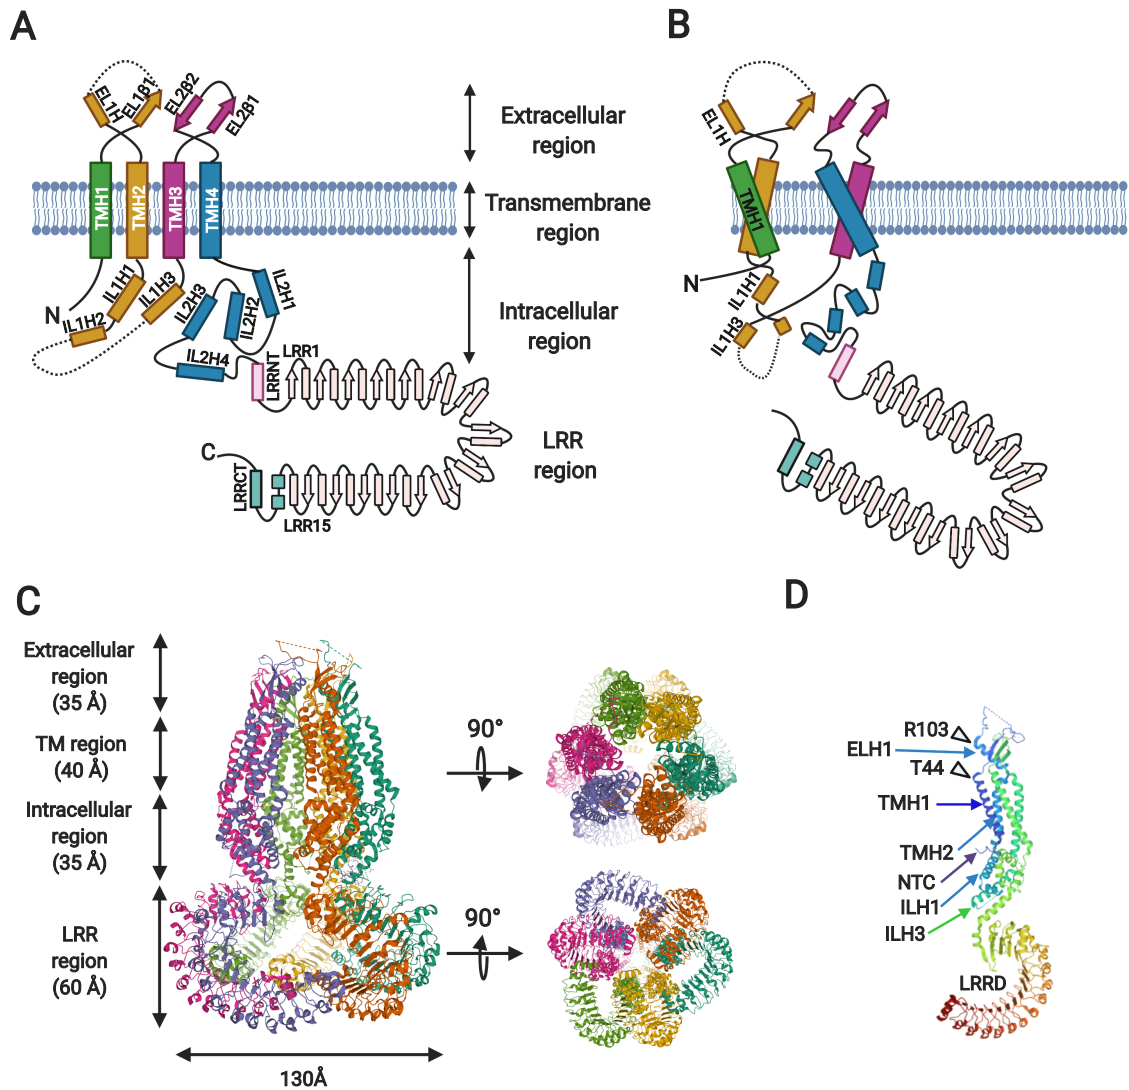 A
EL1H
EL1β1
EL2β2
EL2β1
TMH1
TMH2
TMH3
TMH4
N
IL1H1
IL1H2
IL1H3
IL2H3
IL2H2
IL2H1
IL2H4
LRRNT
LRR1
C
LRRCT
LRR15
Extracellular
region
Transmembrane
region
Intracellular
region
LRR
region
B
EL1H
TMH1
N
IL1H1
IL1H3
C
Extracellular
region
(35 Å)
TM region
(40 Å)
Intracellular
region
(35 Å)
LRR
region
(60 Å)
130Å
90°
90°
D
R103
ELH1
T44
TMH1
TMH2
NTC
ILH1
ILH3
LRRD